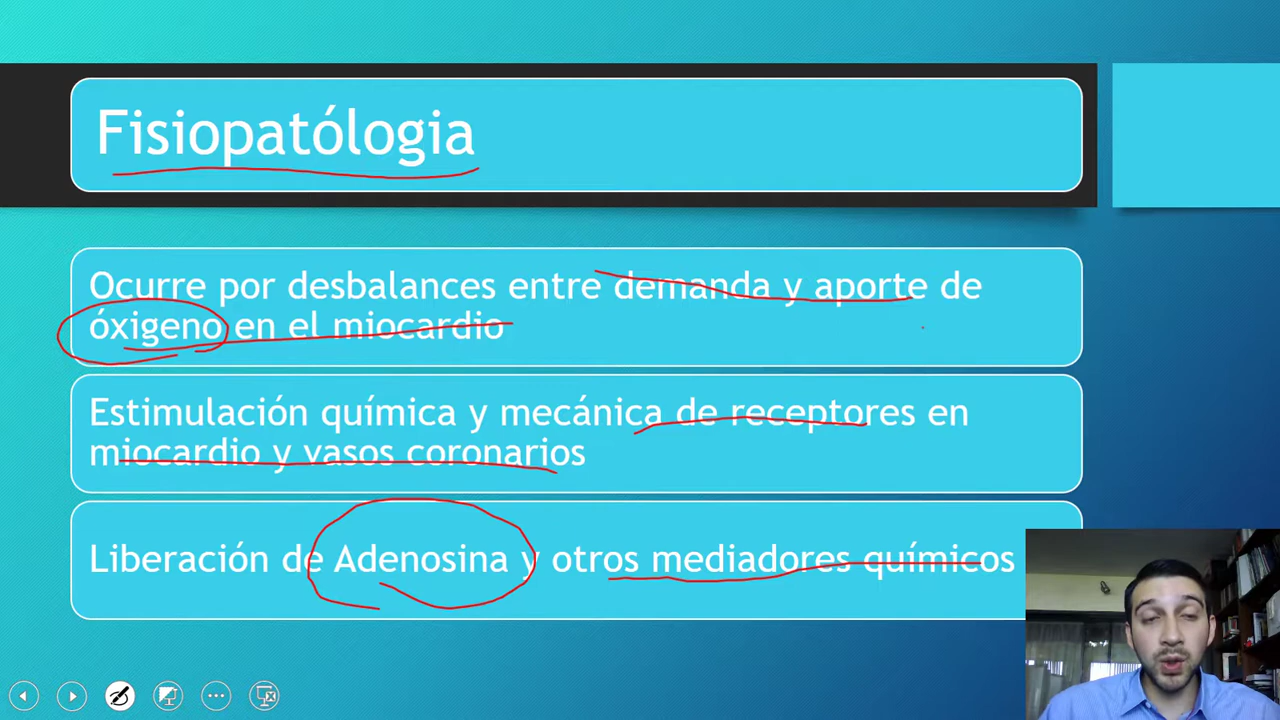 Fisiopatólogia
Ocurre por desbalances entre demanda y aporte de
óxigeno en el miocardio
Estimulación química y mecánica de receptores en
miocardio y vasos coronarios
Liberación de Adenosina y otros mediadores químicos